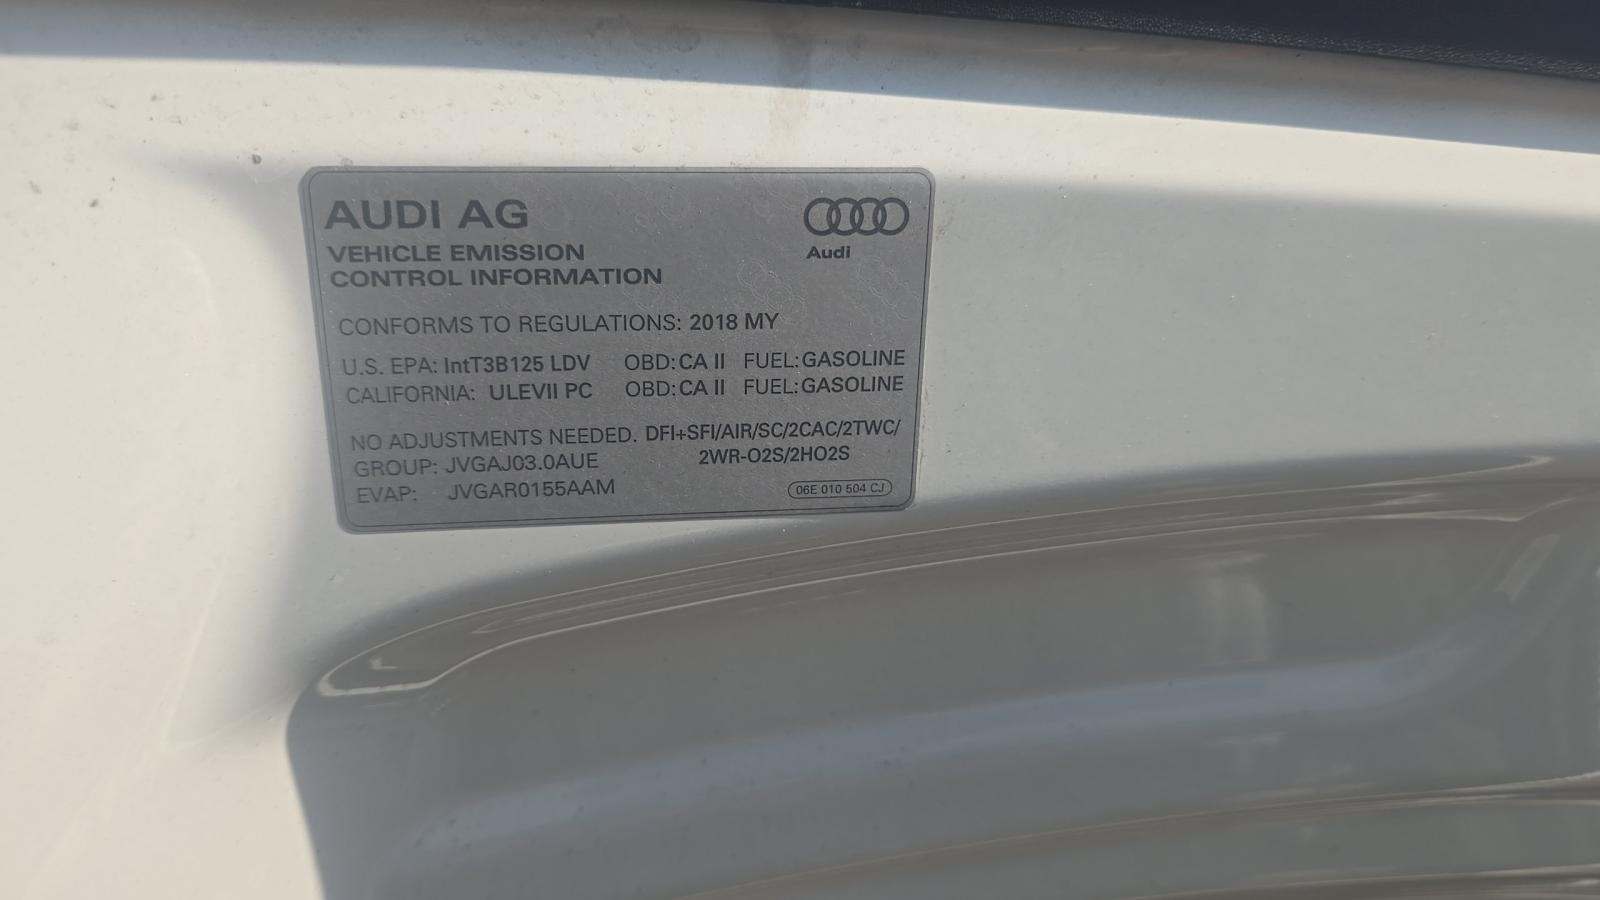 AUDI AG
Audi
VEHICLE EMISSION
CONTROL INFORMATION
CONFORMS TO REGULATIONS: 2018 MY
U.S. EPA: IntT3B125 LDV OBD: CA II FUEL: GASOLINE
CALIFORNIA: ULEVII PC OBD: CA II FUEL: GASOLINE
NO ADJUSTMENTS NEEDED. DFI+SFI/AIR/SC/2CAC/2TWC/
GROUP: JVGAJ03.0AUE 2WR-O2S/2HO2S
EVAP: JVGAR0155AAM 06E 010 504 CJ